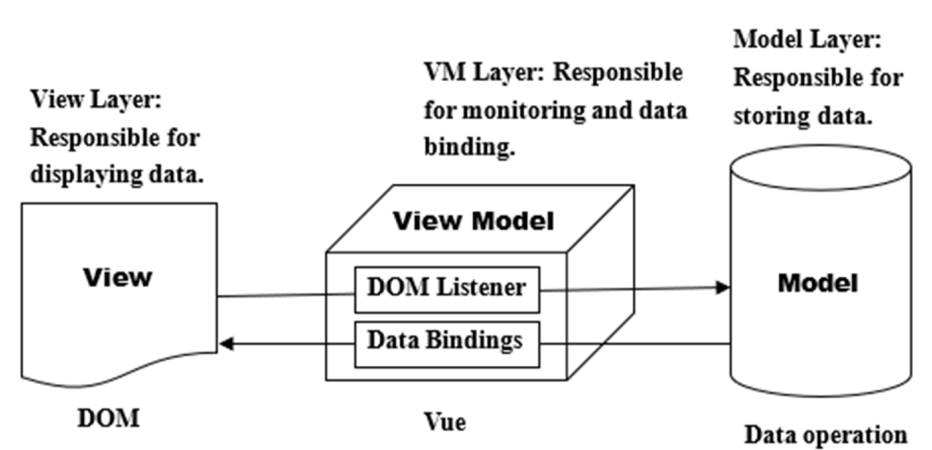 View Layer:
Responsible for
displaying data.
View
DOM
VM Layer: Responsible
for monitoring and data
binding.
View Model
DOM Listener
Data Bindings
Vue
Model Layer:
Responsible for
storing data.
Model
Data operation